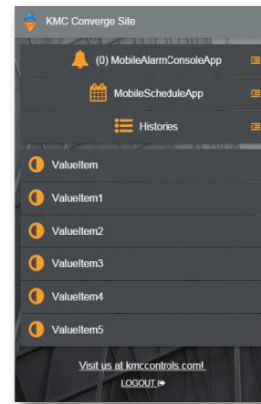 KMC Converge Site
(0) MobileAlarmConsoleApp
MobileScheduleApp
Histories
ValueItem
ValueItem1
ValueItem2
ValueItem3
ValueItem4
ValueItem5
Visit us at kmccontrols.com!
LOGOUT